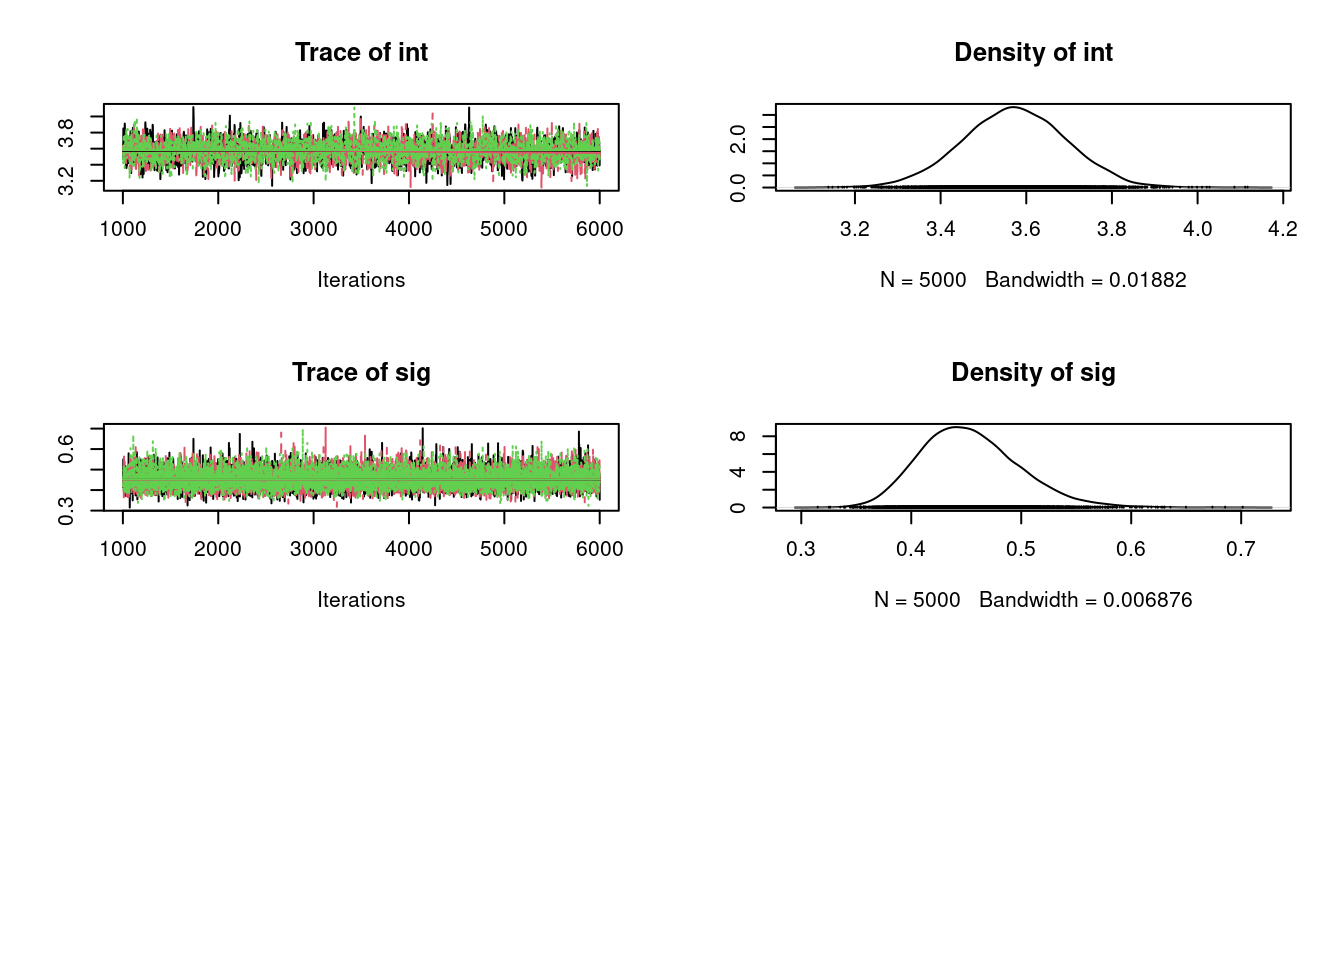 Trace of int
3.8
3.2
1000 2000 3000 4000 5000 6000
Iterations
Density of int
2.0
0.0
3.2 3.4 3.6 3.8 4.0 4.2
N = 5000 Bandwidth = 0.01882
Trace of sig
0.6
0.3
1000 2000 3000 4000 5000 6000
Iterations
Density of sig
8
4
0
0.3 0.4 0.5 0.6 0.7
N = 5000 Bandwidth = 0.006876